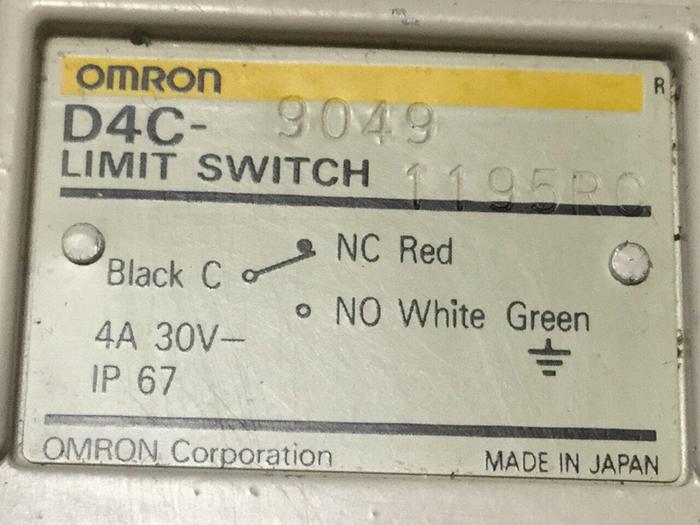 OMRON R
D4C- 9049
LIMIT SWITCH 1195RC
NC Red
Black C
NO White Green
4A 30V–
IP 67
OMRON Corporation MADE IN JAPAN